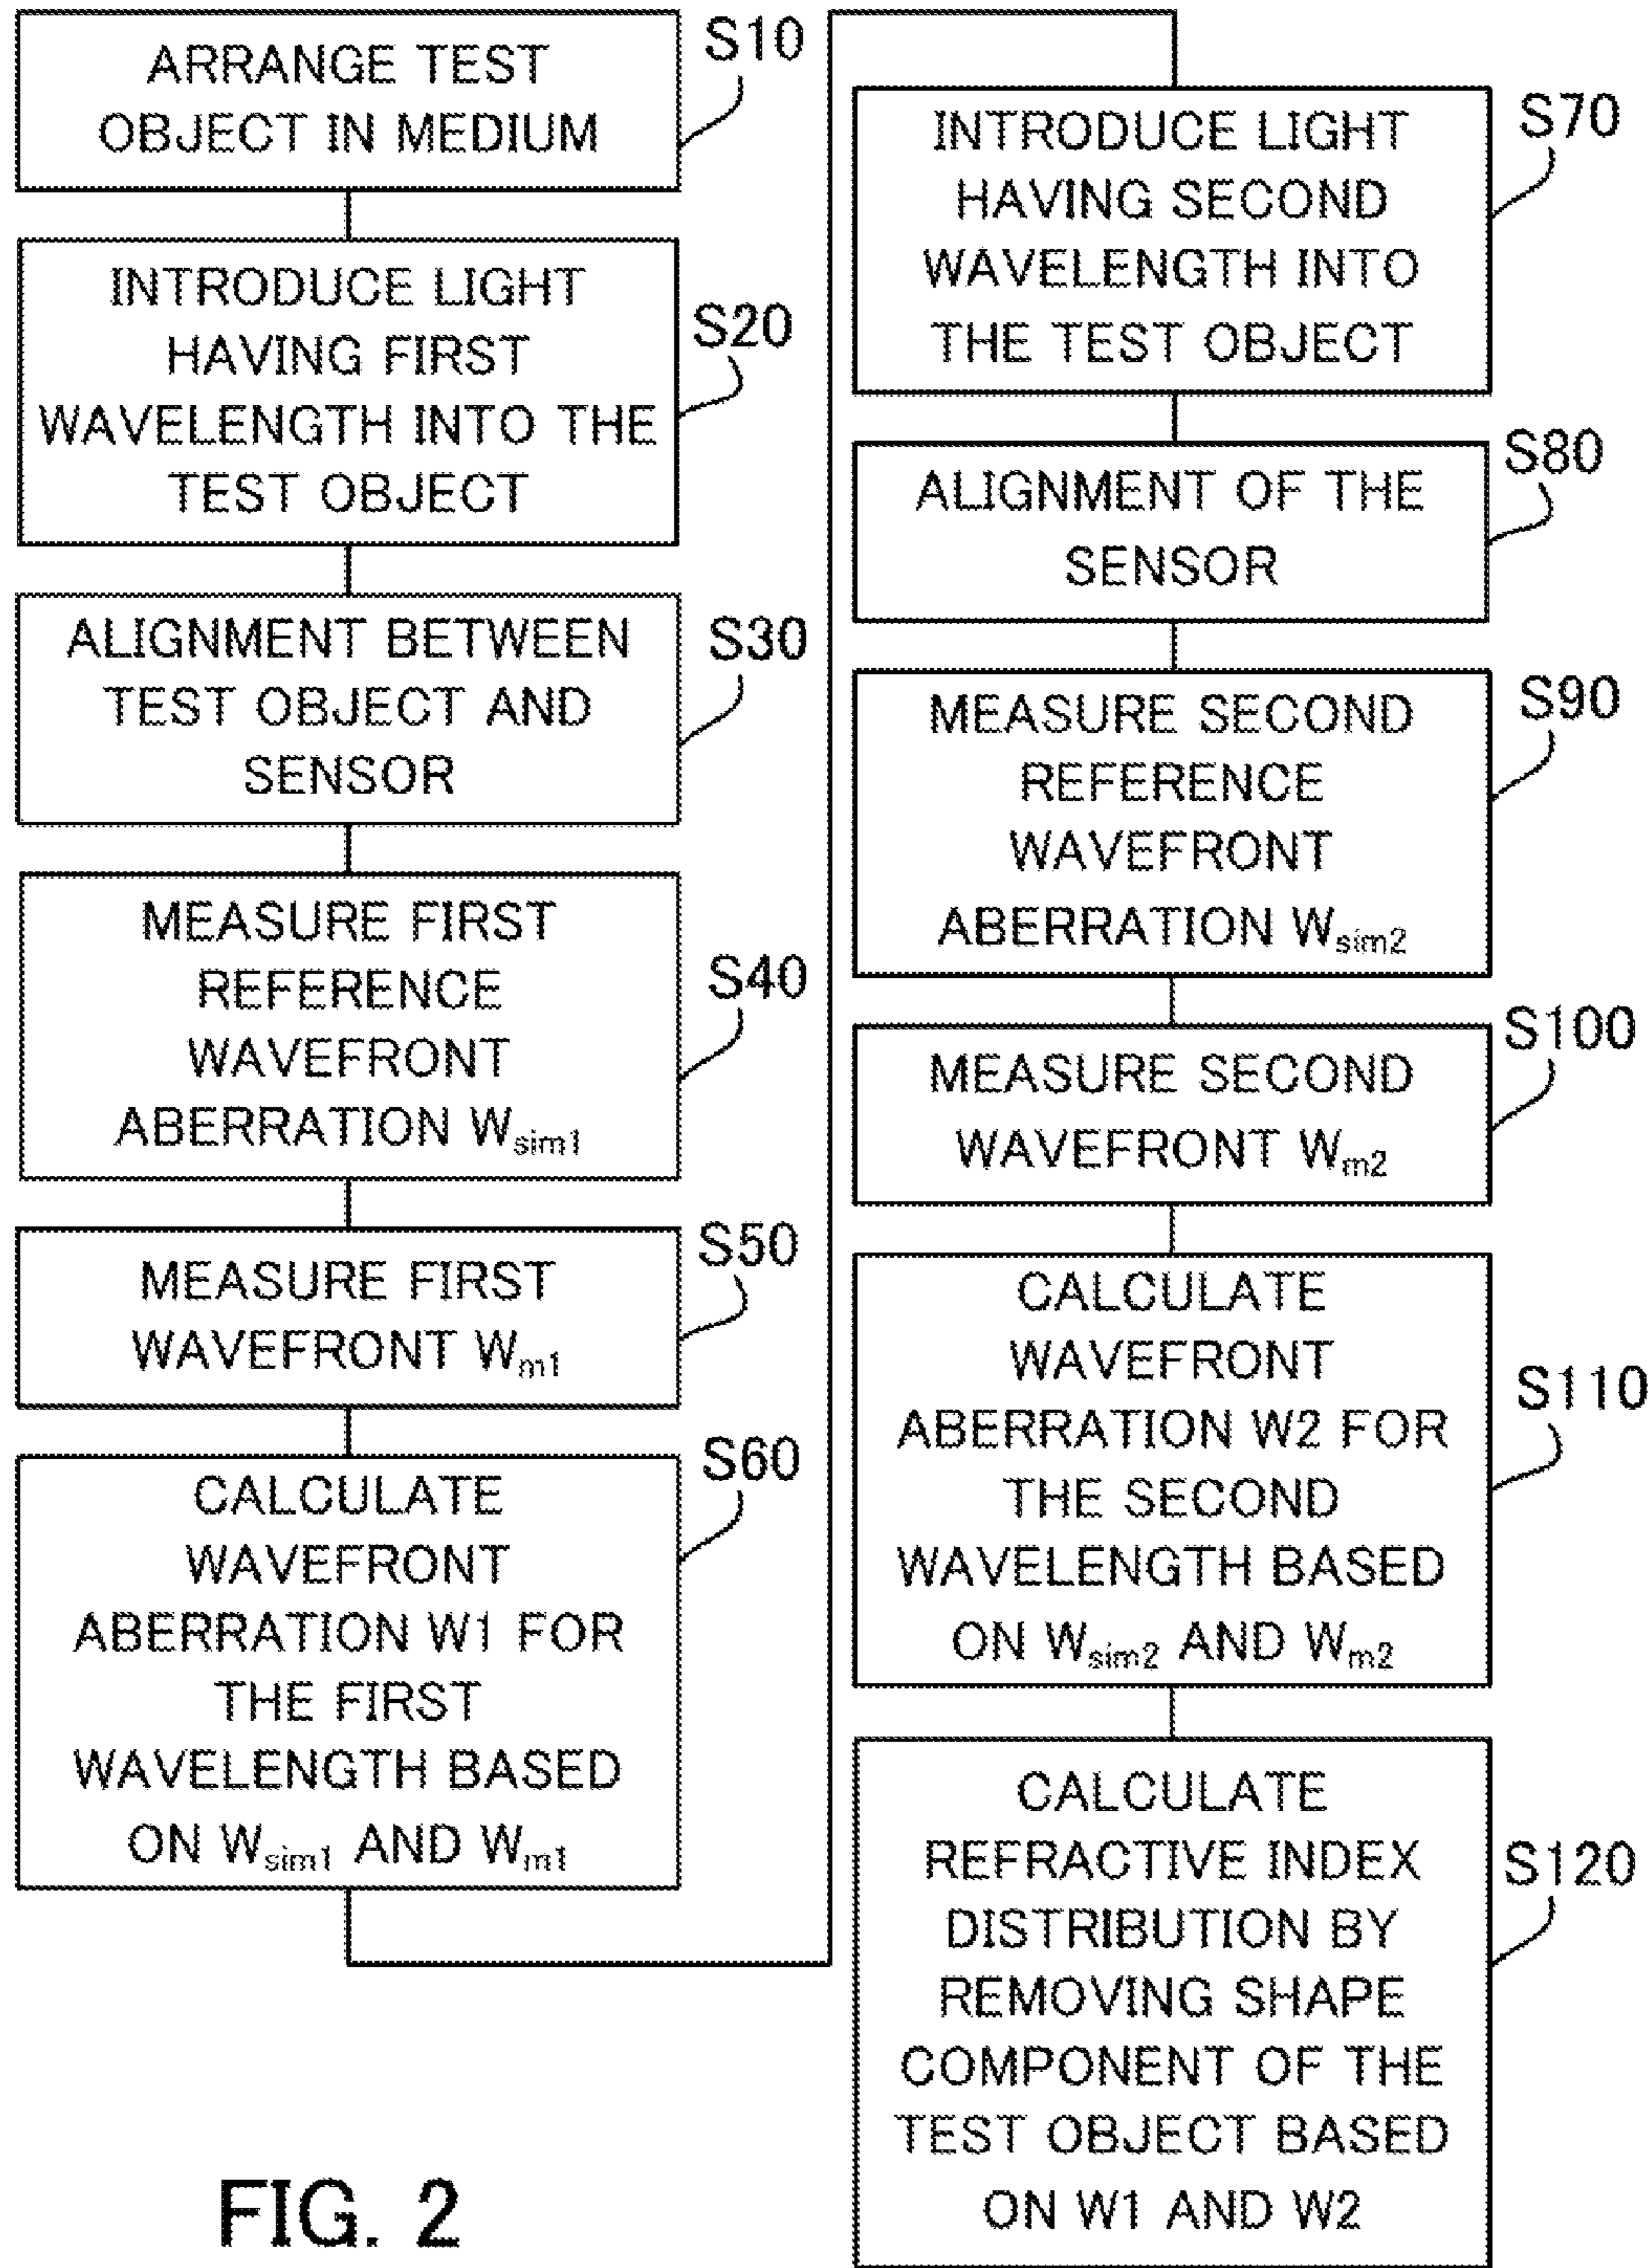 ARRANGE TEST
OBJECT IN MEDIUM
S10
INTRODUCE LIGHT
HAVING FIRST
WAVELENGTH INTO THE
TEST OBJECT
S20
ALIGNMENT BETWEEN
TEST OBJECT AND
SENSOR
S30
MEASURE FIRST
REFERENCE
WAVEFRONT
ABERRATION Wsim1
S40
MEASURE FIRST
WAVEFRONT Wm1
S50
CALCULATE
WAVEFRONT
ABERRATION W1 FOR
THE FIRST
WAVELENGTH BASED
ON Wsim1 AND Wm1
S60
INTRODUCE LIGHT
HAVING SECOND
WAVELENGTH INTO
THE TEST OBJECT
S70
ALIGNMENT OF THE
SENSOR
S80
MEASURE SECOND
REFERENCE
WAVEFRONT
ABERRATION Wsim2
S90
MEASURE SECOND
WAVEFRONT Wm2
S100
CALCULATE
WAVEFRONT
ABERRATION W2 FOR
THE SECOND
WAVELENGTH BASED
ON Wsim2 AND Wm2
S110
CALCULATE
REFRACTIVE INDEX
DISTRIBUTION BY
REMOVING SHAPE
COMPONENT OF THE
TEST OBJECT BASED
ON W1 AND W2
S120
FIG. 2